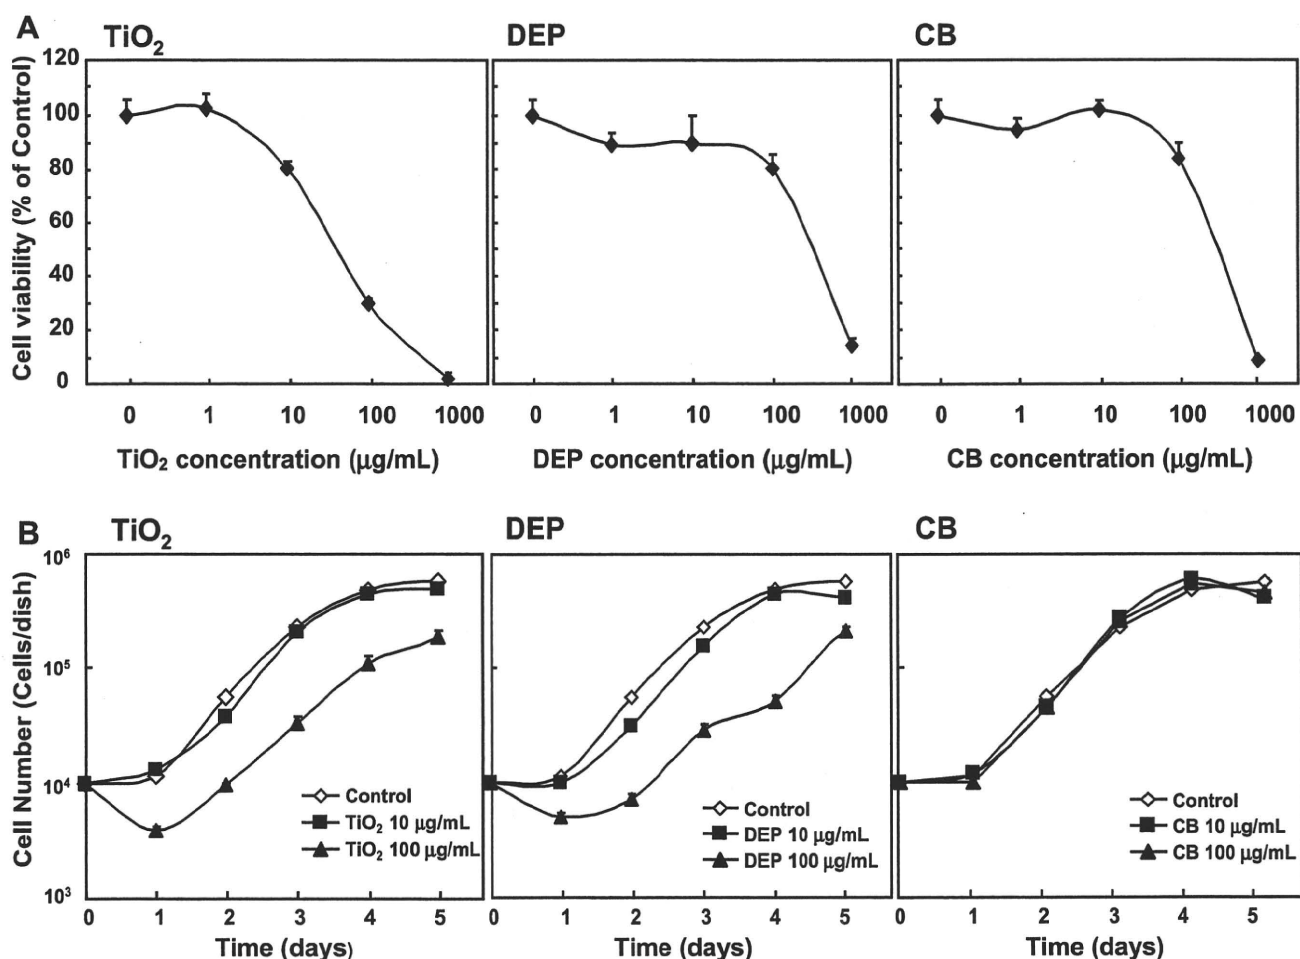 A
TiO₂
DEP
CB
Cell viability (% of Control)
120
100
80
60
40
20
0
0 1 10 100 1000
0 1 10 100 1000
0 1 10 100 1000
TiO₂ concentration (μg/mL)
DEP concentration (μg/mL)
CB concentration (μg/mL)
B
TiO₂
DEP
CB
Cell Number (Cells/dish)
10⁶
10⁵
10⁴
10³
Control
TiO₂ 10 μg/mL
TiO₂ 100 μg/mL
Control
DEP 10 μg/mL
DEP 100 μg/mL
Control
CB 10 μg/mL
CB 100 μg/mL
0 1 2 3 4 5
0 1 2 3 4 5
0 1 2 3 4 5
Time (days)
Time (days)
Time (days)